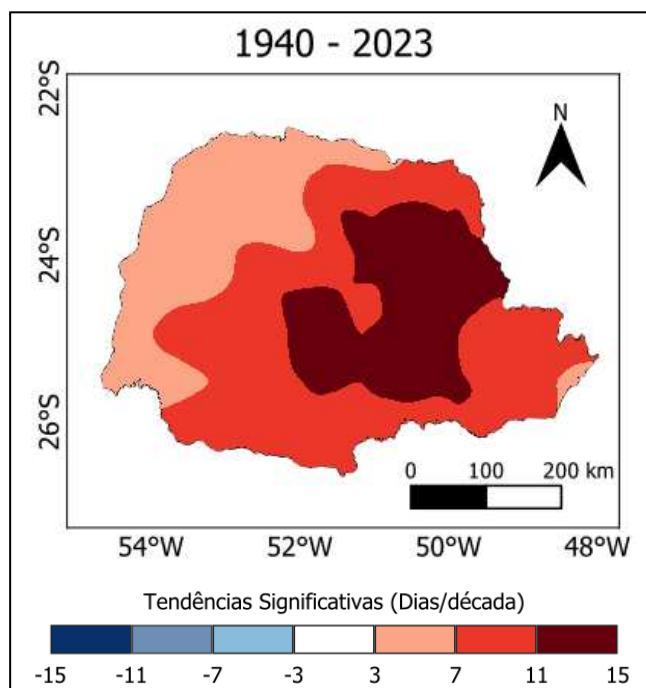 1940 - 2023
22°S
24°S
26°S
N
0 100 200 km
54°W 52°W 50°W 48°W
Tendências Significativas (Dias/década)
-15 -11 -7 -3 3 7 11 15